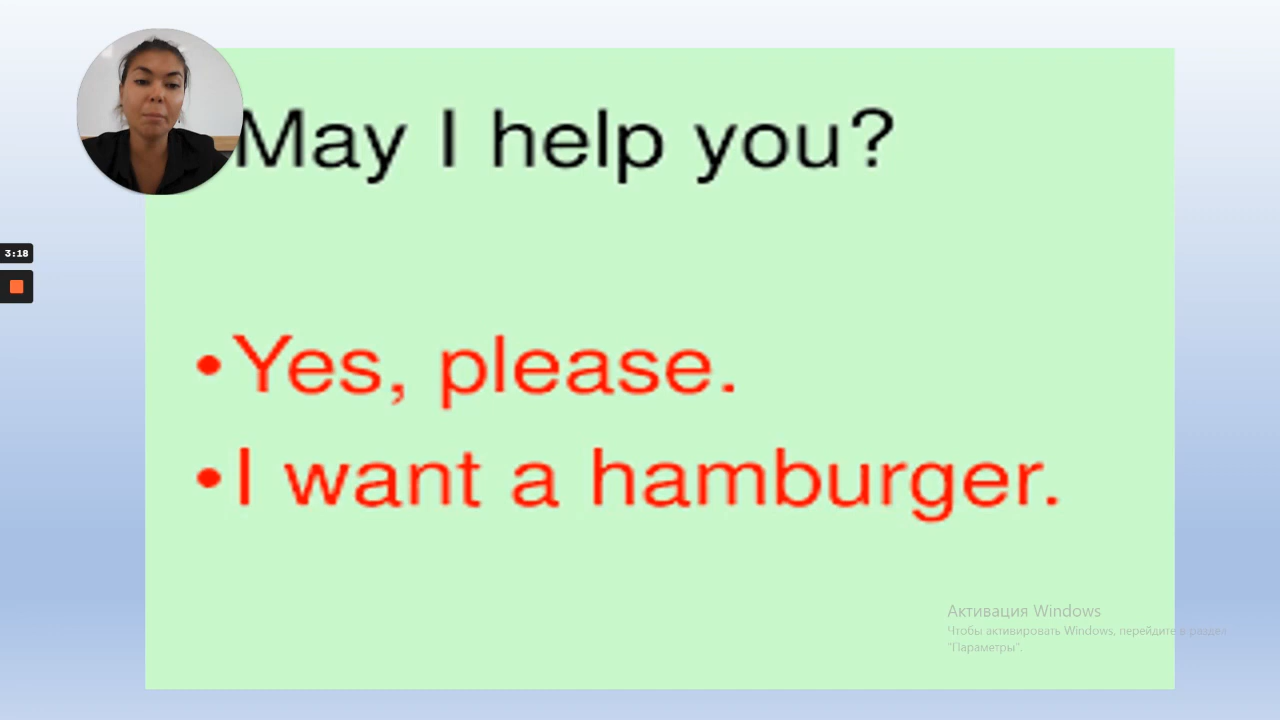 May I help you?
3:18
•Yes, please.
•I want a hamburger.
Активация Windows
Чтобы активировать Windows, перейдите в раздел
"Параметры".